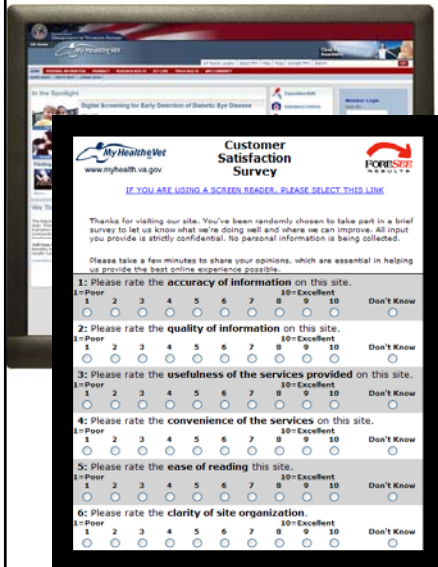 DEPARTMENT OF VETERANS AFFAIRS
My HealtheVet
In the Spotlight
Digital Screening for Early Detection of Diabetic Eye Disease
Member Login
My HealtheVet
www.myhealth.va.gov
Customer
Satisfaction
Survey
FORESEE
RESULTS
IF YOU ARE USING A SCREEN READER, PLEASE SELECT THIS LINK
Thanks for visiting our site. You've been randomly chosen to take part in a brief
survey to let us know what we're doing well and where we can improve. All input
you provide is strictly confidential. No personal information is being collected.
Please take a few minutes to share your opinions, which are essential in helping
us provide the best online experience possible.
1: Please rate the accuracy of information on this site.
1=Poor 10=Excellent
1 2 3 4 5 6 7 8 9 10 Don't Know
2: Please rate the quality of information on this site.
1=Poor 10=Excellent
1 2 3 4 5 6 7 8 9 10 Don't Know
3: Please rate the usefulness of the services provided on this site.
1=Poor 10=Excellent
1 2 3 4 5 6 7 8 9 10 Don't Know
4: Please rate the convenience of the services on this site.
1=Poor 10=Excellent
1 2 3 4 5 6 7 8 9 10 Don't Know
5: Please rate the ease of reading this site.
1=Poor 10=Excellent
1 2 3 4 5 6 7 8 9 10 Don't Know
6: Please rate the clarity of site organization.
1=Poor 10=Excellent
1 2 3 4 5 6 7 8 9 10 Don't Know